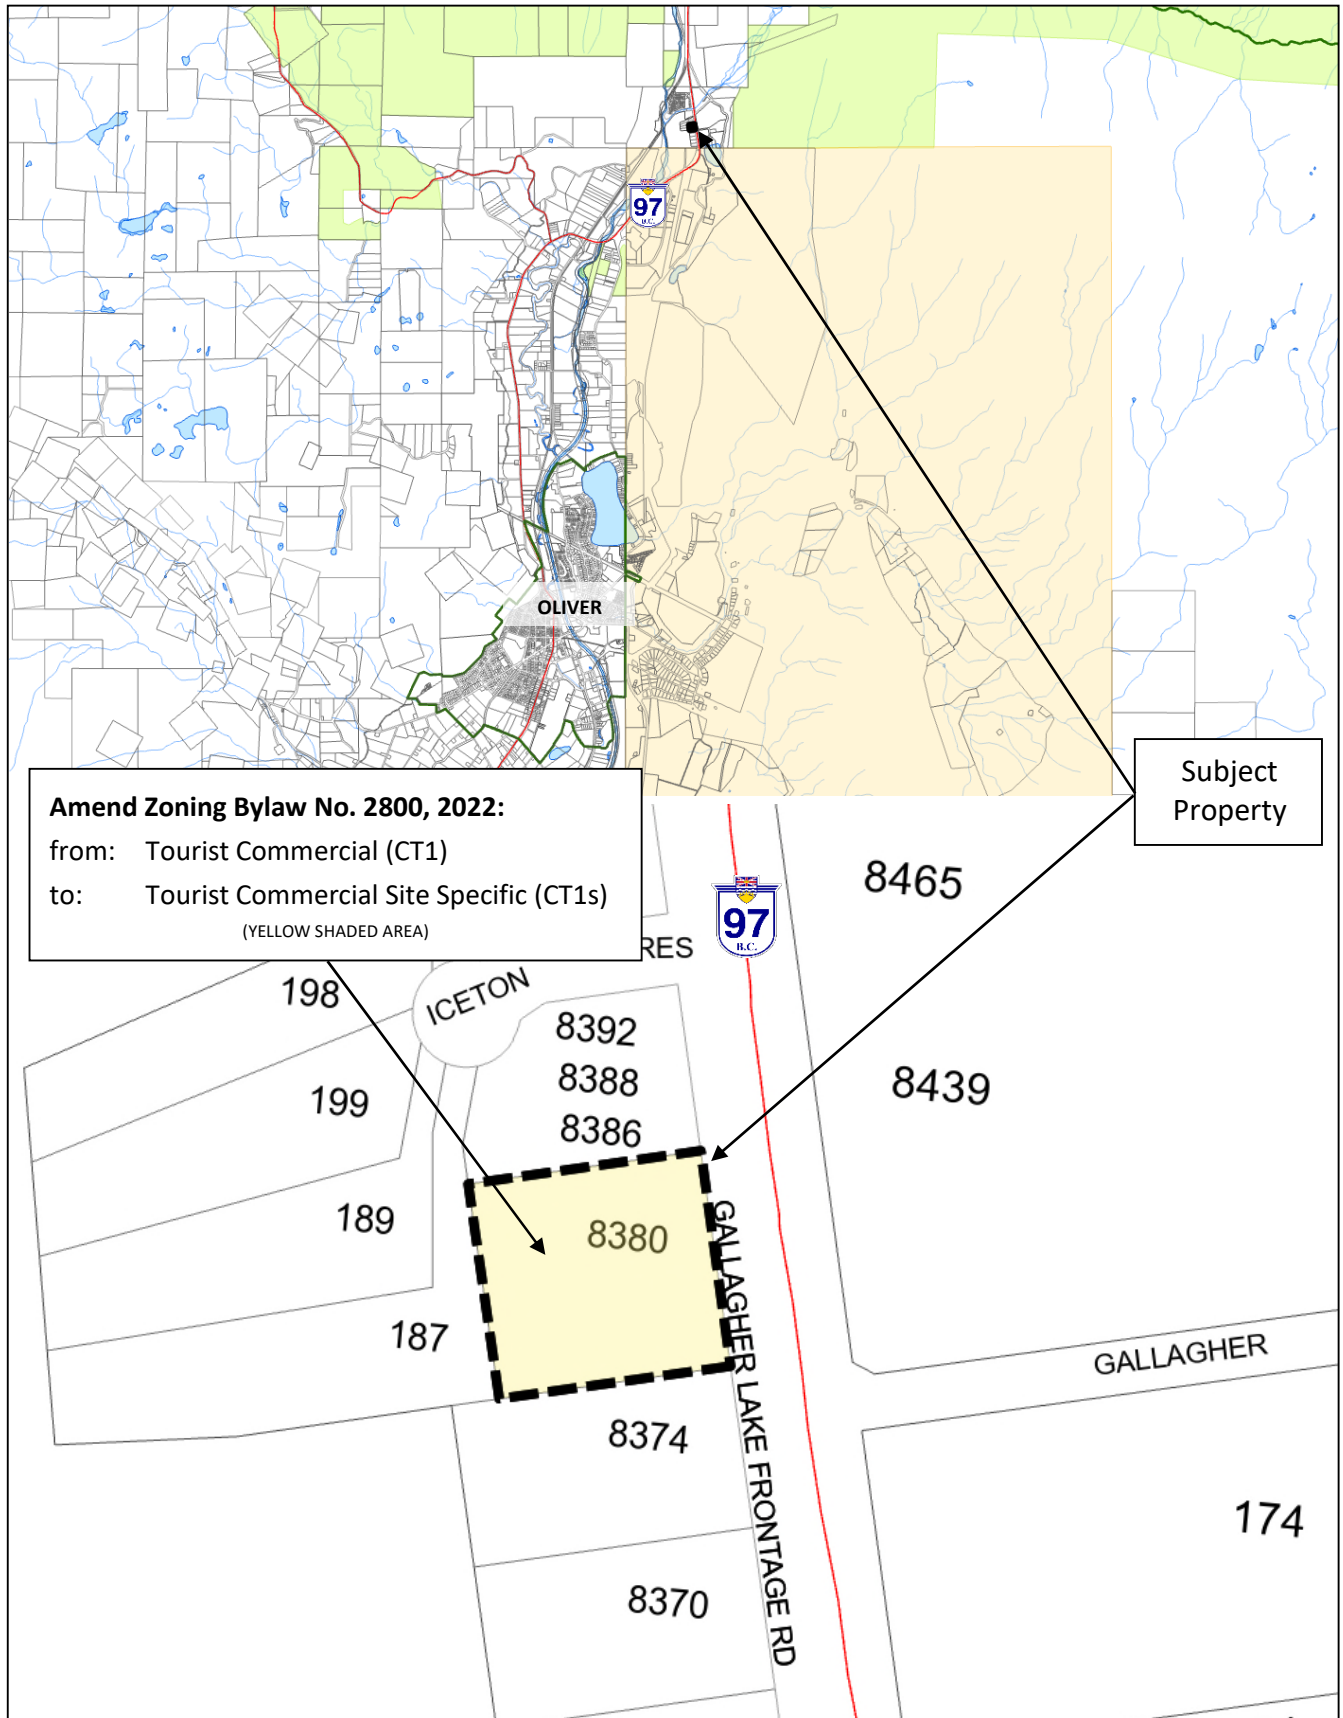 97
B.C.
OLIVER
Subject
Property
Amend Zoning Bylaw No. 2800, 2022:
from: Tourist Commercial (CT1)
to: Tourist Commercial Site Specific (CT1s)
(YELLOW SHADED AREA)
97
B.C.
8465
RES
198
ICETON
8392
8388
8386
199
8439
189
8380
187
GALLAGHER LAKE FRONTAGE RD
GALLAGHER
8374
174
8370